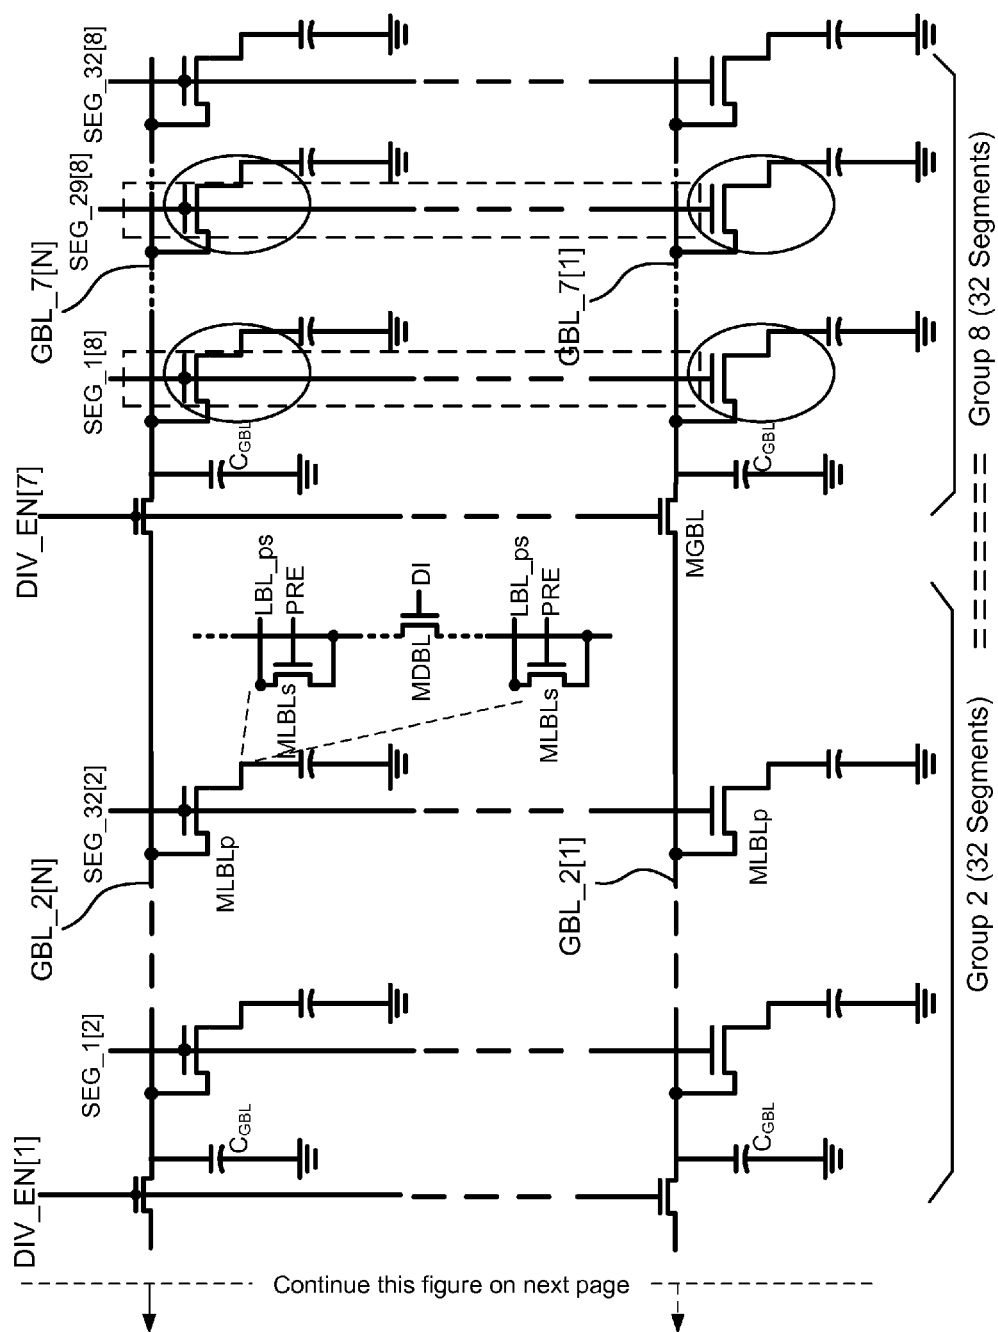 SEG_32[8]
SEG_29[8]
GBL_7[N]
GBL_7[1]
SEG_1[8]
CGBL
CGBL
DIV_EN[7]
MGBL
Group 8 (32 Segments)
LBL_ps
PRE
MLBLs
DI
MDBL
LBL_ps
PRE
MLBLs
SEG_32[2]
MLBLp
MLBLp
GBL_2[N]
GBL_2[1]
SEG_1[2]
CGBL
CGBL
DIV_EN[1]
Group 2 (32 Segments)
Continue this figure on next page